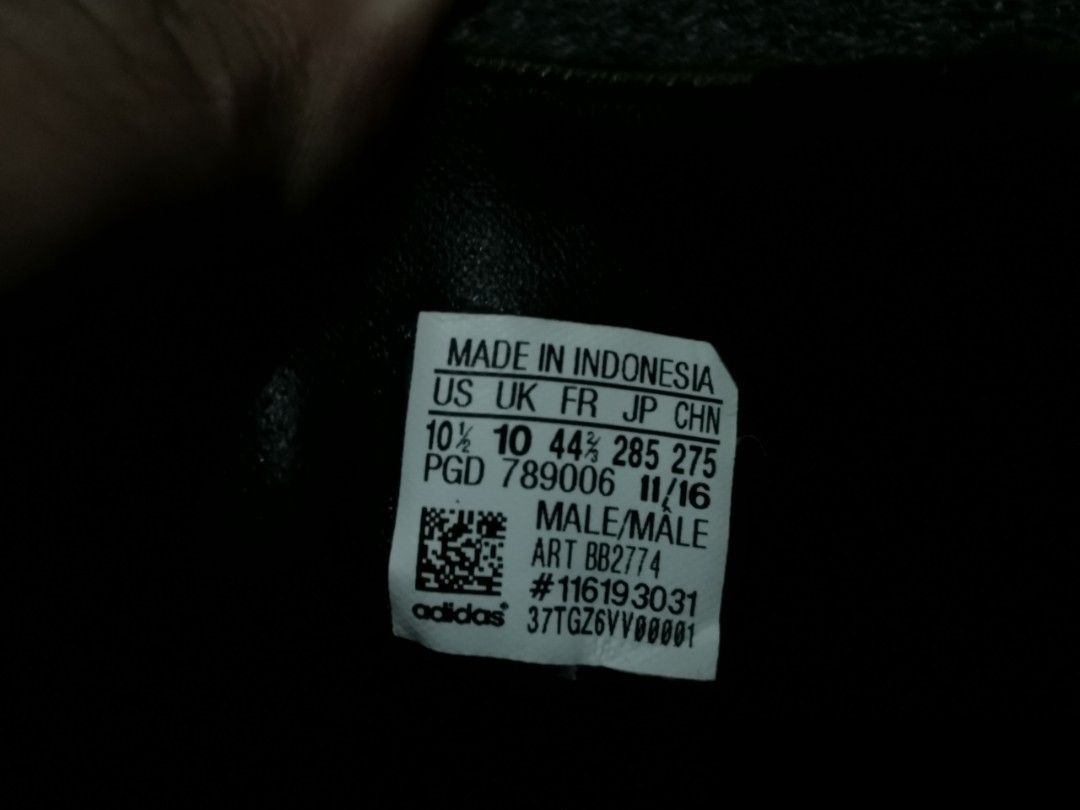 MADE IN INDONESIA
US UK FR JP CHN
10½ 10 44⅔ 285 275
PGD 789006 11/16
MALE/MÂLE
ART BB2774
#116193031
adidas® 37TGZ6VV00001